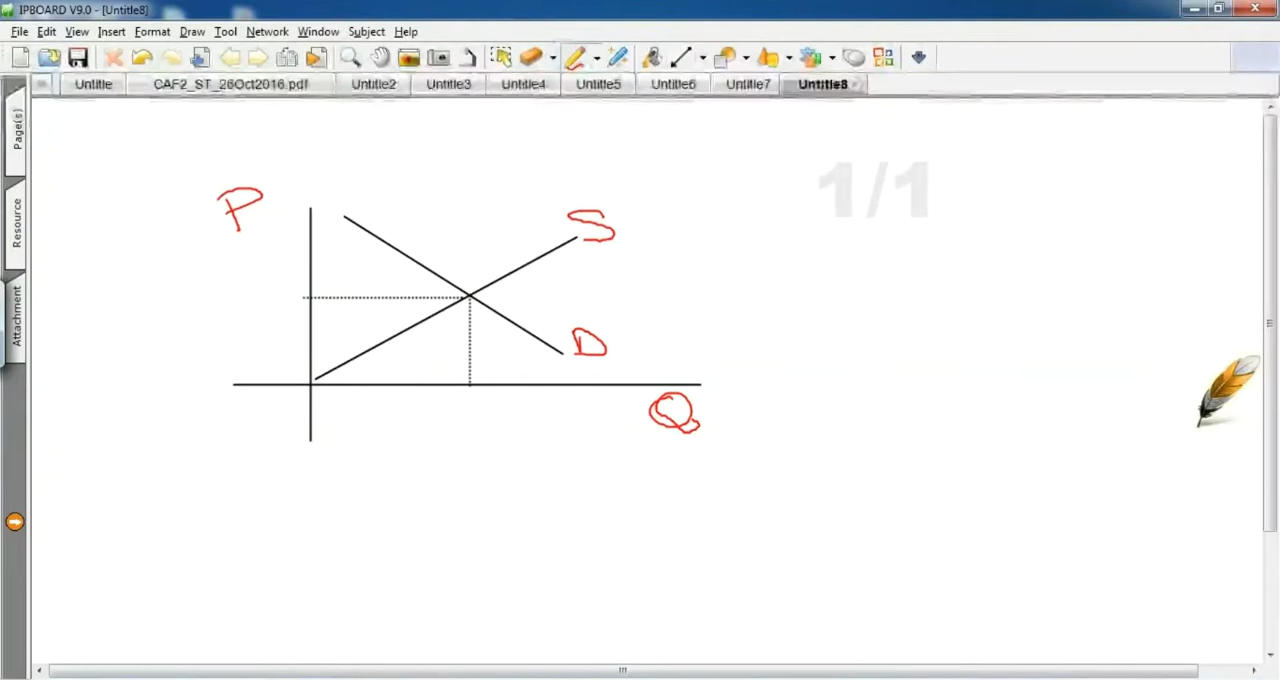 IPBOARD V9.0 - [Untitle8]
File Edit View Insert Format Draw Tool Network Window Subject Help
Untitle CAF2_ST_26Oct2016.pdf Untitle2 Untitle3 Untitle4 Untitle5 Untitle6 Untitle7 Untitle8
Page(s)
Resource
Attachment
1/1
P
S
D
Q